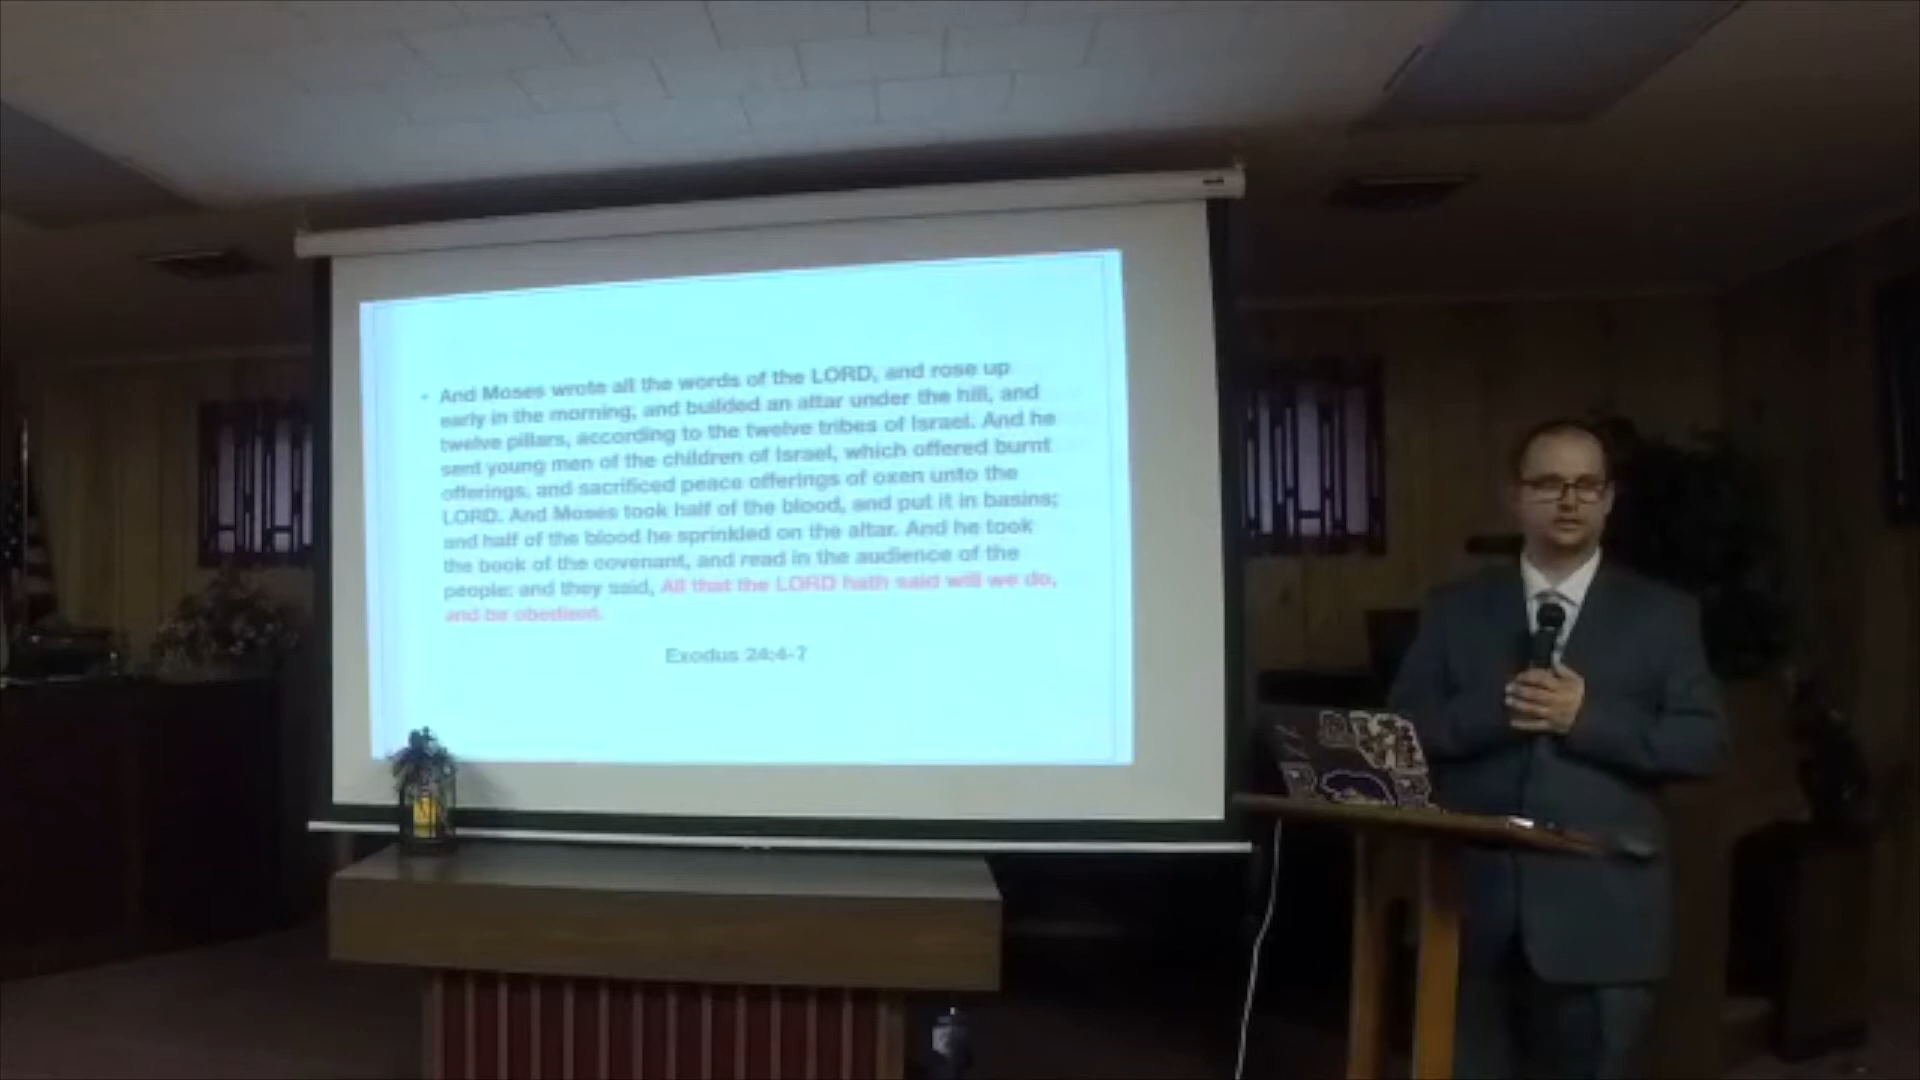 • And Moses wrote all the words of the LORD, and rose up
early in the morning, and builded an altar under the hill, and
twelve pillars, according to the twelve tribes of Israel. And he
sent young men of the children of Israel, which offered burnt
offerings, and sacrificed peace offerings of oxen unto the
LORD. And Moses took half of the blood, and put it in basins;
and half of the blood he sprinkled on the altar. And he took
the book of the covenant, and read in the audience of the
people: and they said, All that the LORD hath said will we do,
and be obedient.
Exodus 24:4-7